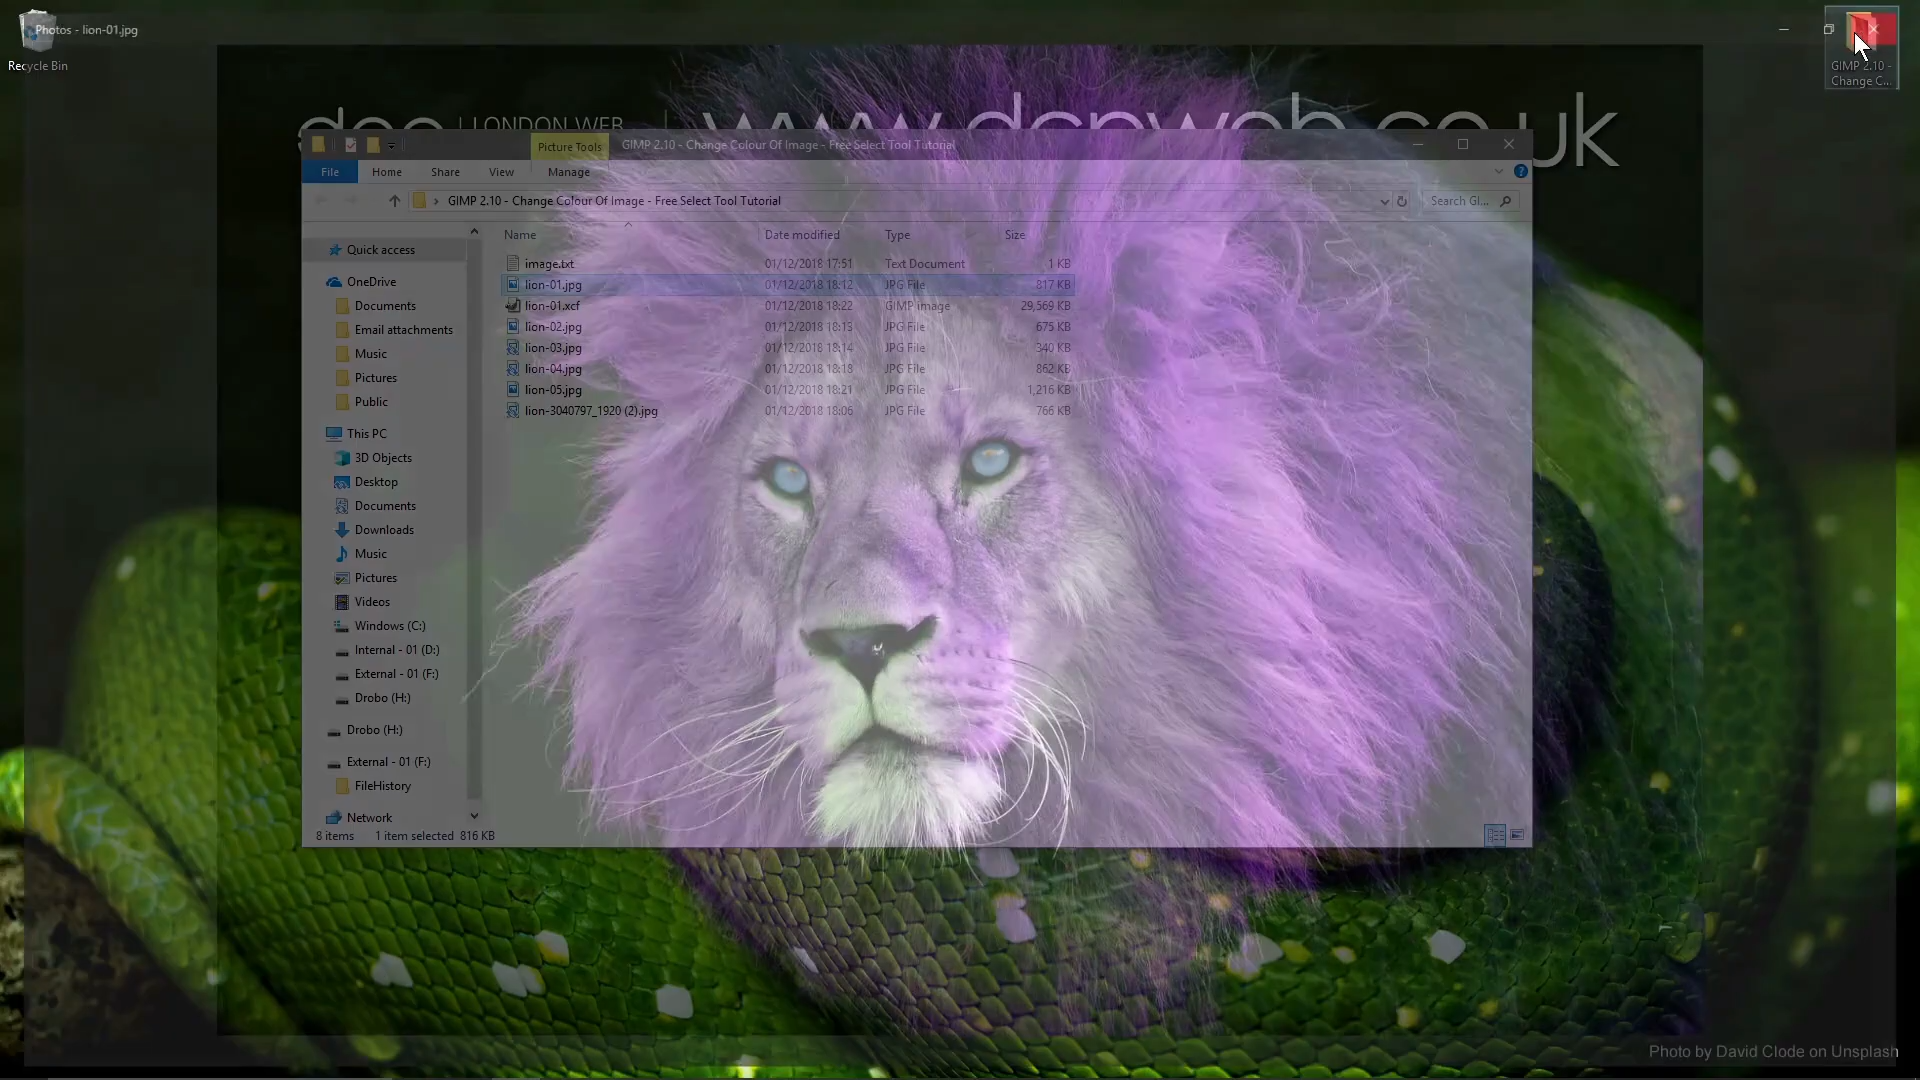 Photos - lion-01.jpg
Recycle Bin
GIMP 2.10 -
Change C...
LONDON WEB
www.dcpweb.co.uk
Picture Tools
GIMP 2.10 - Change Colour Of Image - Free Select Tool Tutorial
File
Home
Share
View
Manage
GIMP 2.10 - Change Colour Of Image - Free Select Tool Tutorial
Search GI...
Name
Date modified
Type
Size
image.txt 01/12/2018 17:51 Text Document 1 KB
lion-01.jpg 01/12/2018 18:12 JPG File 817 KB
lion-01.xcf 01/12/2018 18:22 GIMP image 29,569 KB
lion-02.jpg 01/12/2018 18:13 JPG File 675 KB
lion-03.jpg 01/12/2018 18:14 JPG File 340 KB
lion-04.jpg 01/12/2018 18:18 JPG File 862 KB
lion-05.jpg 01/12/2018 18:21 JPG File 1,216 KB
lion-3040797_1920 (2).jpg 01/12/2018 18:06 JPG File 766 KB
Quick access
OneDrive
Documents
Email attachments
Music
Pictures
Public
This PC
3D Objects
Desktop
Documents
Downloads
Music
Pictures
Videos
Windows (C:)
Internal - 01 (D:)
External - 01 (F:)
Drobo (H:)
Drobo (H:)
External - 01 (F:)
FileHistory
Network
8 items 1 item selected 816 KB
Photo by David Clode on Unsplash